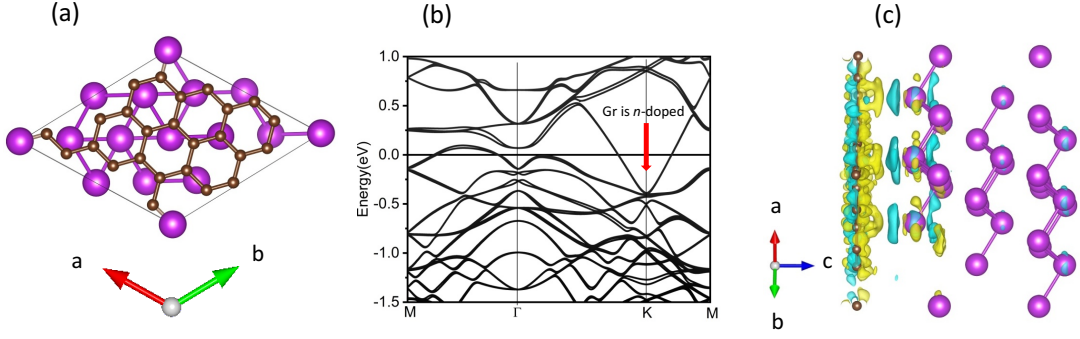 (a)
(b)
(c)
a
b
Energy(eV)
1.0
0.5
0.0
-0.5
-1.0
-1.5
Gr is n-doped
M
Γ
K
M
a
c
b